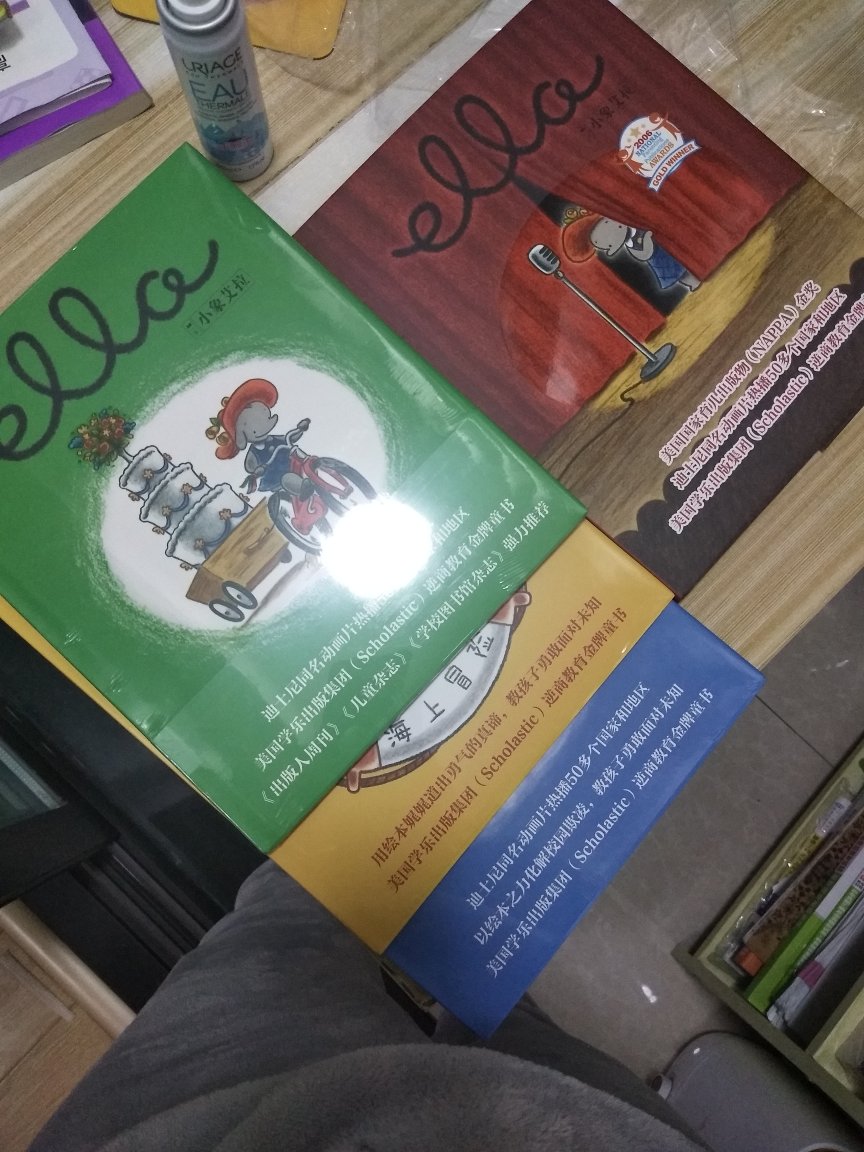 URIAGE
EAU
THERMALE
ella
小象艾拉
2006
NATIONAL
Parenting
Publications
AWARDS
GOLD WINNER
美国国家育儿出版物（NAPPA）金奖
迪士尼同名动画片热播50多个国家和地区
美国学乐出版集团（Scholastic）逆商教育金牌
ella
小象艾拉
迪士尼同名动画片热播
和地区
美国学乐出版集团（Scholastic）逆商教育金牌童书
《出版人周刊》《儿童杂志》《学校图书馆杂志》强力推荐
海上冒险
用绘本娓娓道出勇气的真谛，教孩子勇敢面对未知
美国学乐出版集团（Scholastic）逆商教育金牌童书
迪士尼同名动画片热播50多个国家和地区
以绘本之力化解校园欺凌，教孩子勇敢面对未知
美国学乐出版集团（Scholastic）逆商教育金牌童书